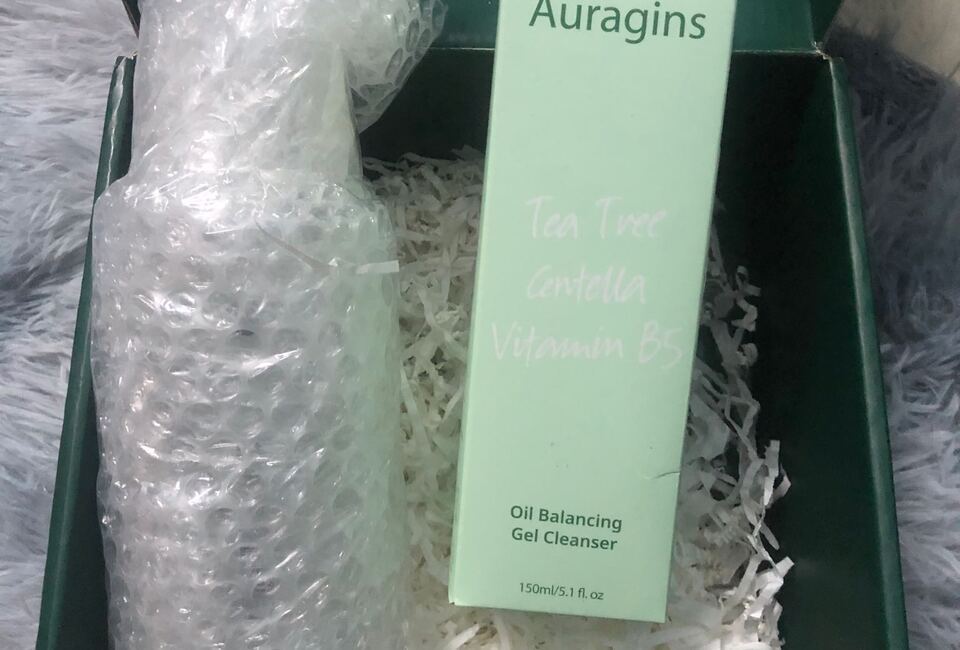 Auragins
Tea Tree
Centella
Vitamin B5
Oil Balancing
Gel Cleanser
150ml/5.1 fl. oz